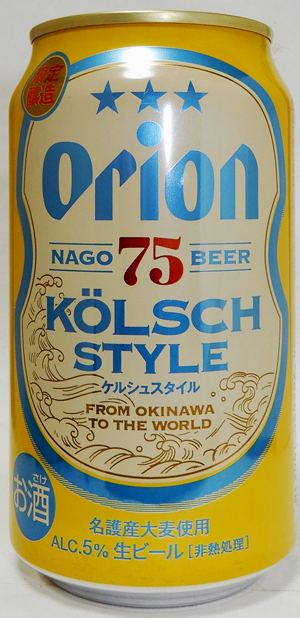 限定
醸造
Orion
NAGO 75 BEER
KÖLSCH
STYLE
ケルシュスタイル
FROM OKINAWA
TO THE WORLD
さけ
お酒
名護産大麦使用
ALC.5% 生ビール [非熱処理]